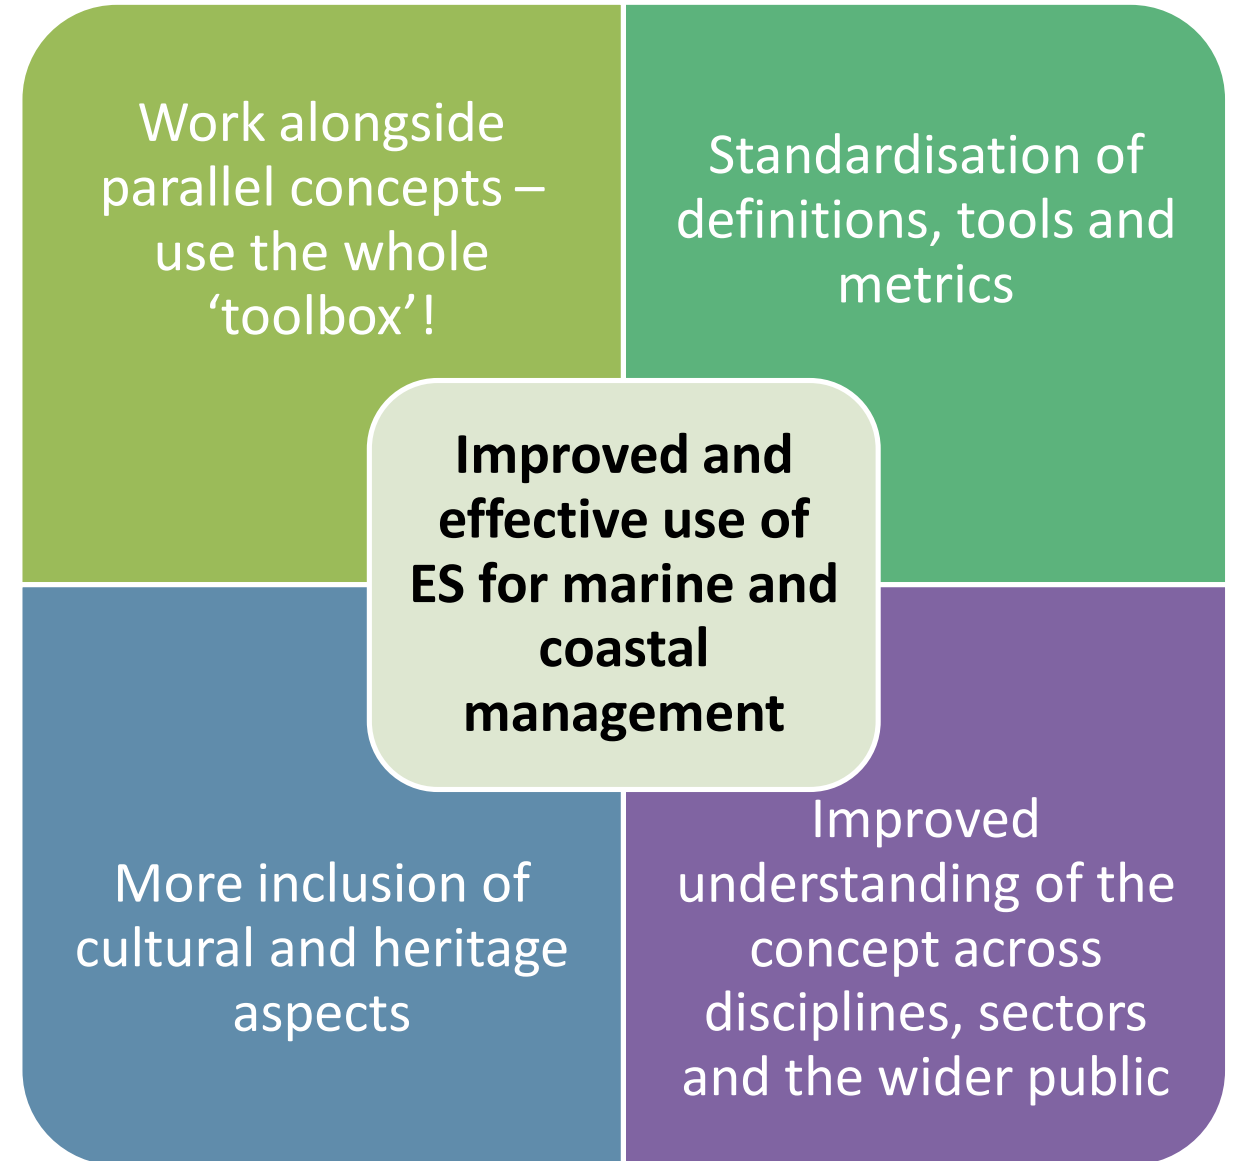 Work alongside
parallel concepts –
use the whole
‘toolbox’!
Standardisation of
definitions, tools and
metrics
Improved and
effective use of
ES for marine and
coastal
management
More inclusion of
cultural and heritage
aspects
Improved
understanding of the
concept across
disciplines, sectors
and the wider public